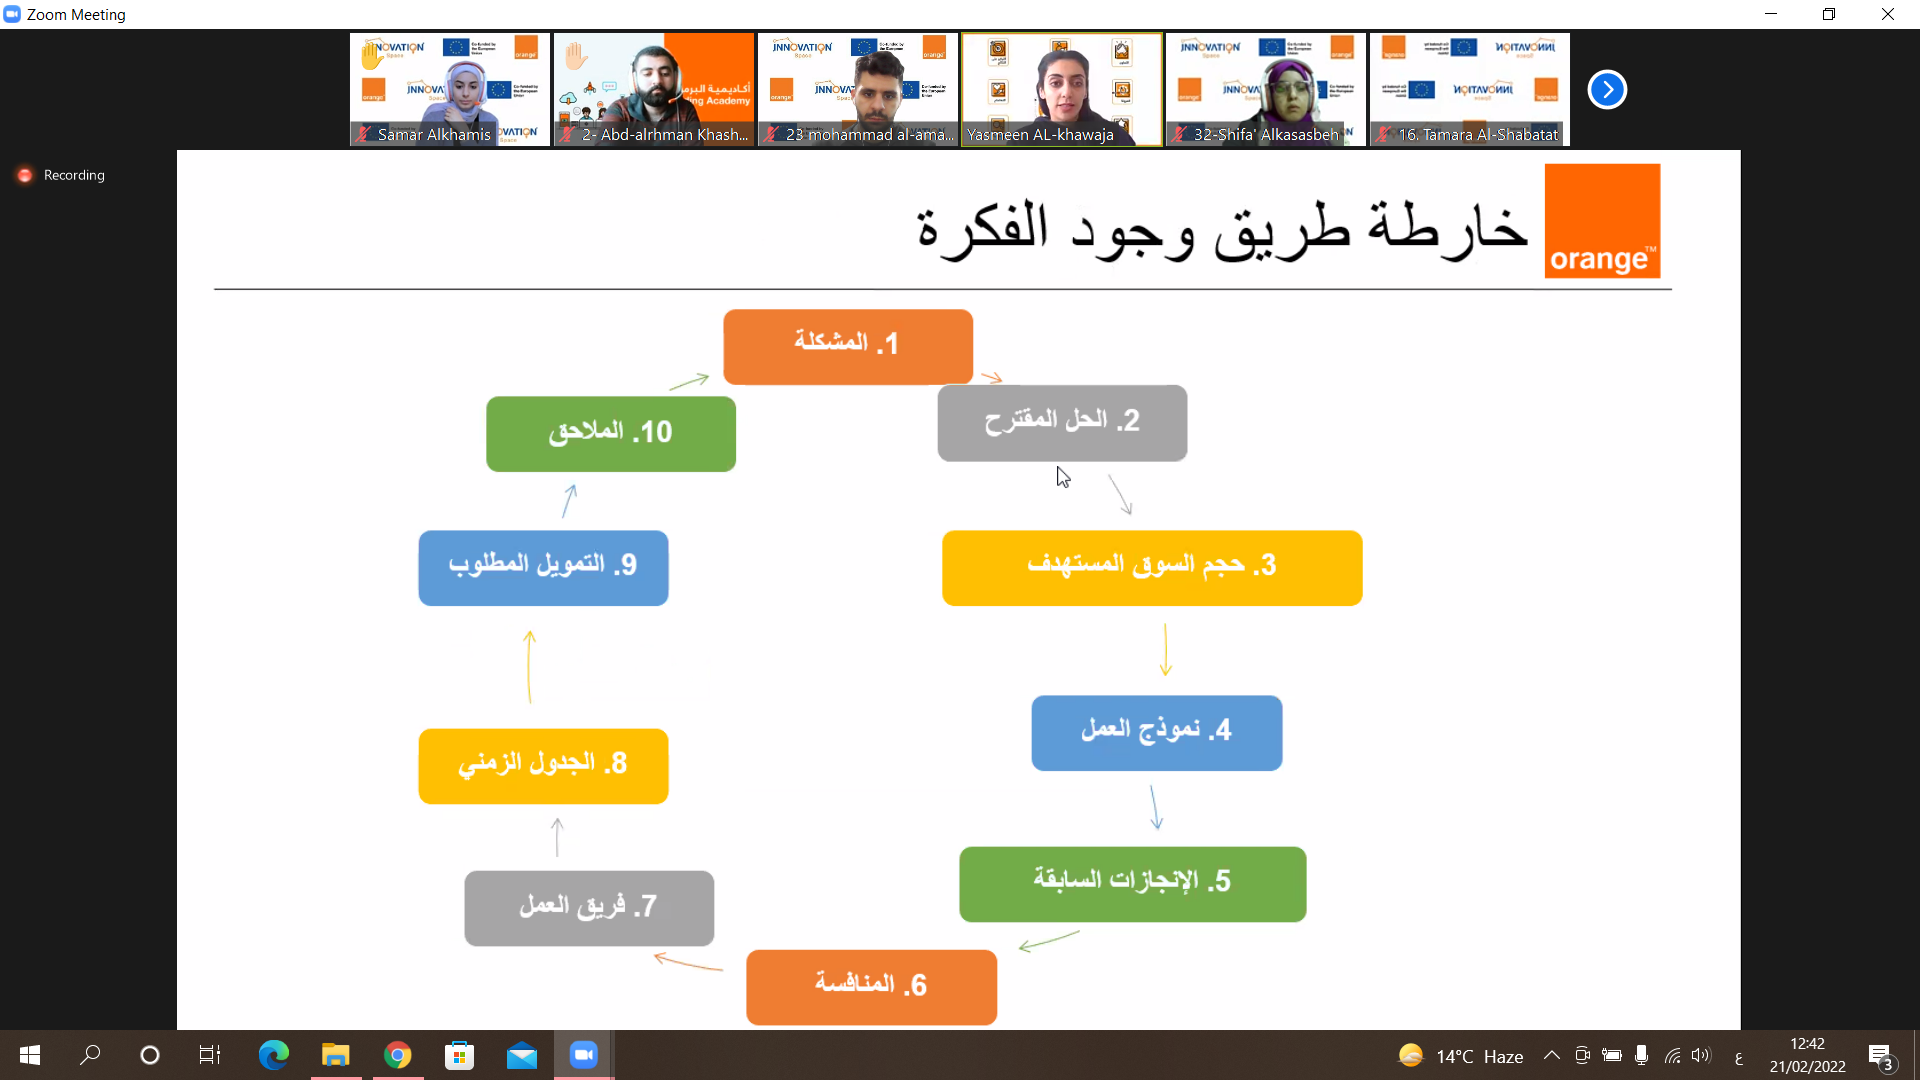 Zoom Meeting
Samar Alkhamis
2- Abd-alrhman Khash...
23 mohammad al-ama...
Yasmeen AL-khawaja
32-Shifa' Alkasasbeh
16. Tamara Al-Shabatat
Recording
خارطة طريق وجود الفكرة
orange™
1. المشكلة
2. الحل المقترح
3. حجم السوق المستهدف
4. نموذج العمل
5. الإنجازات السابقة
6. المنافسة
7. فريق العمل
8. الجدول الزمني
9. التمويل المطلوب
10. الملاحق
14°C Haze
ع
12:42
21/02/2022
3